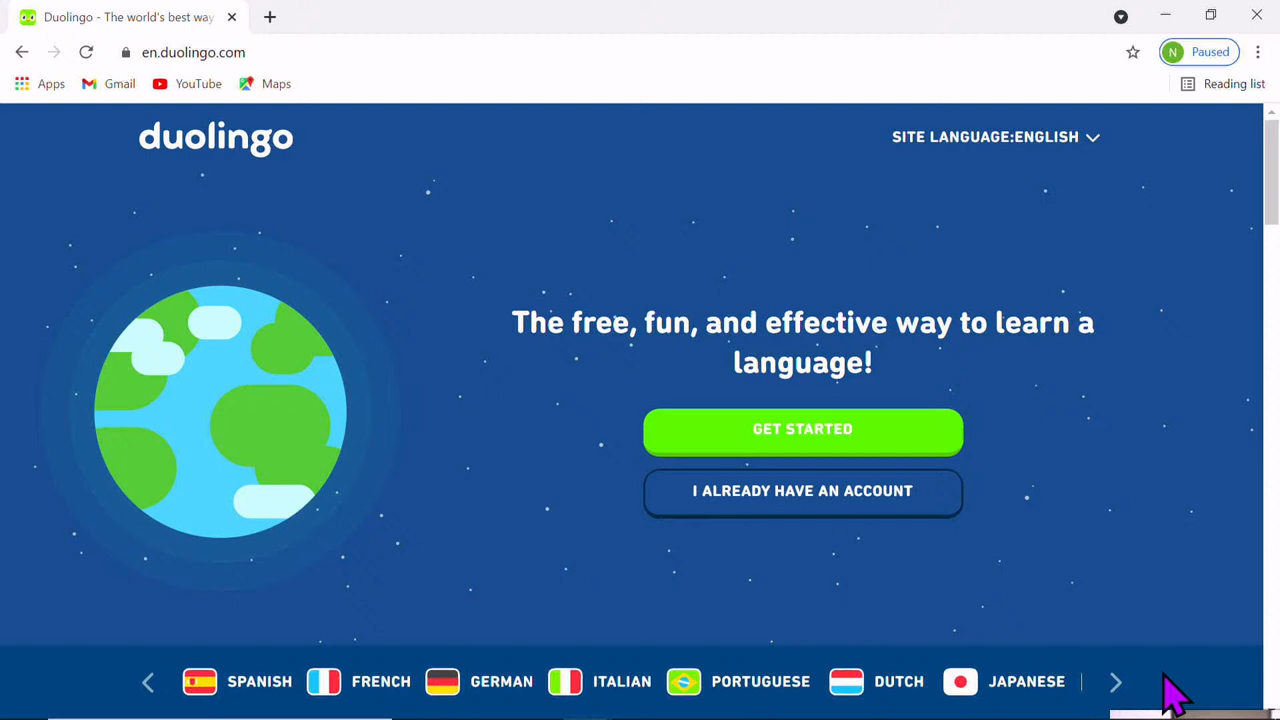 Duolingo - The world's best way
en.duolingo.com
N Paused
Apps Gmail YouTube Maps Reading list
duolingo SITE LANGUAGE:ENGLISH
The free, fun, and effective way to learn a
language!
GET STARTED
I ALREADY HAVE AN ACCOUNT
SPANISH FRENCH GERMAN ITALIAN PORTUGUESE DUTCH JAPANESE